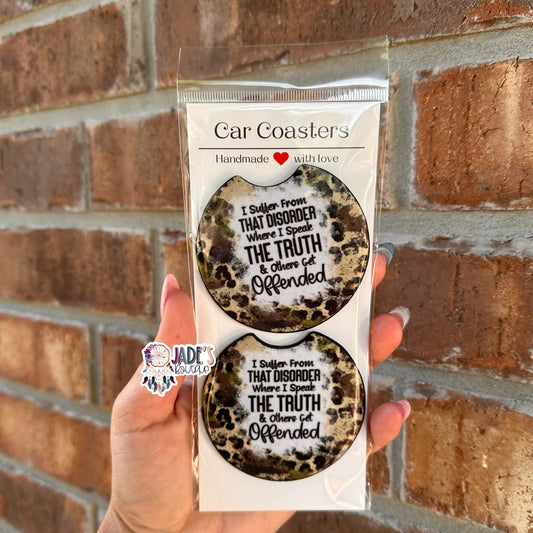 Car Coasters
Handmade with love
I Suffer From
THAT DISORDER
Where I Speak
THE TRUTH
& Others Get
Offended
JADE'S
I Suffer From
THAT DISORDER
Where I Speak
THE TRUTH
& Others Get
Offended